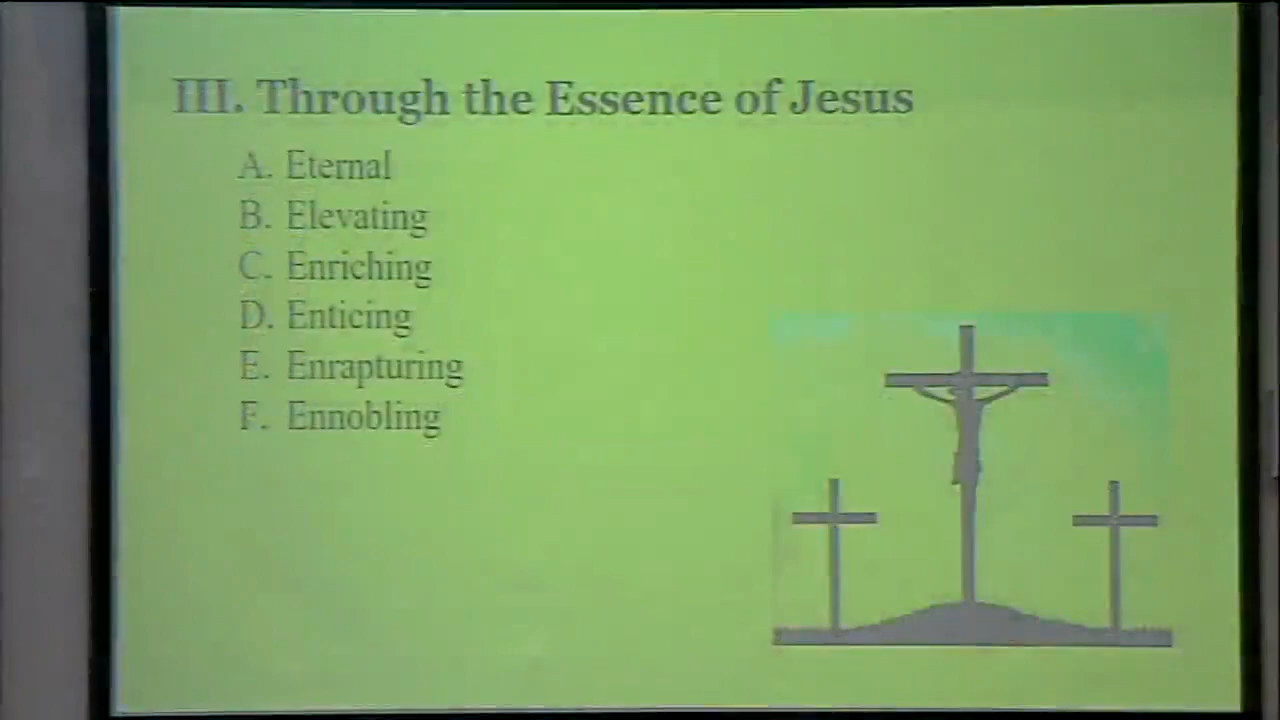 III. Through the Essence of Jesus
A. Eternal
B. Elevating
C. Enriching
D. Enticing
E. Enrapturing
F. Ennobling